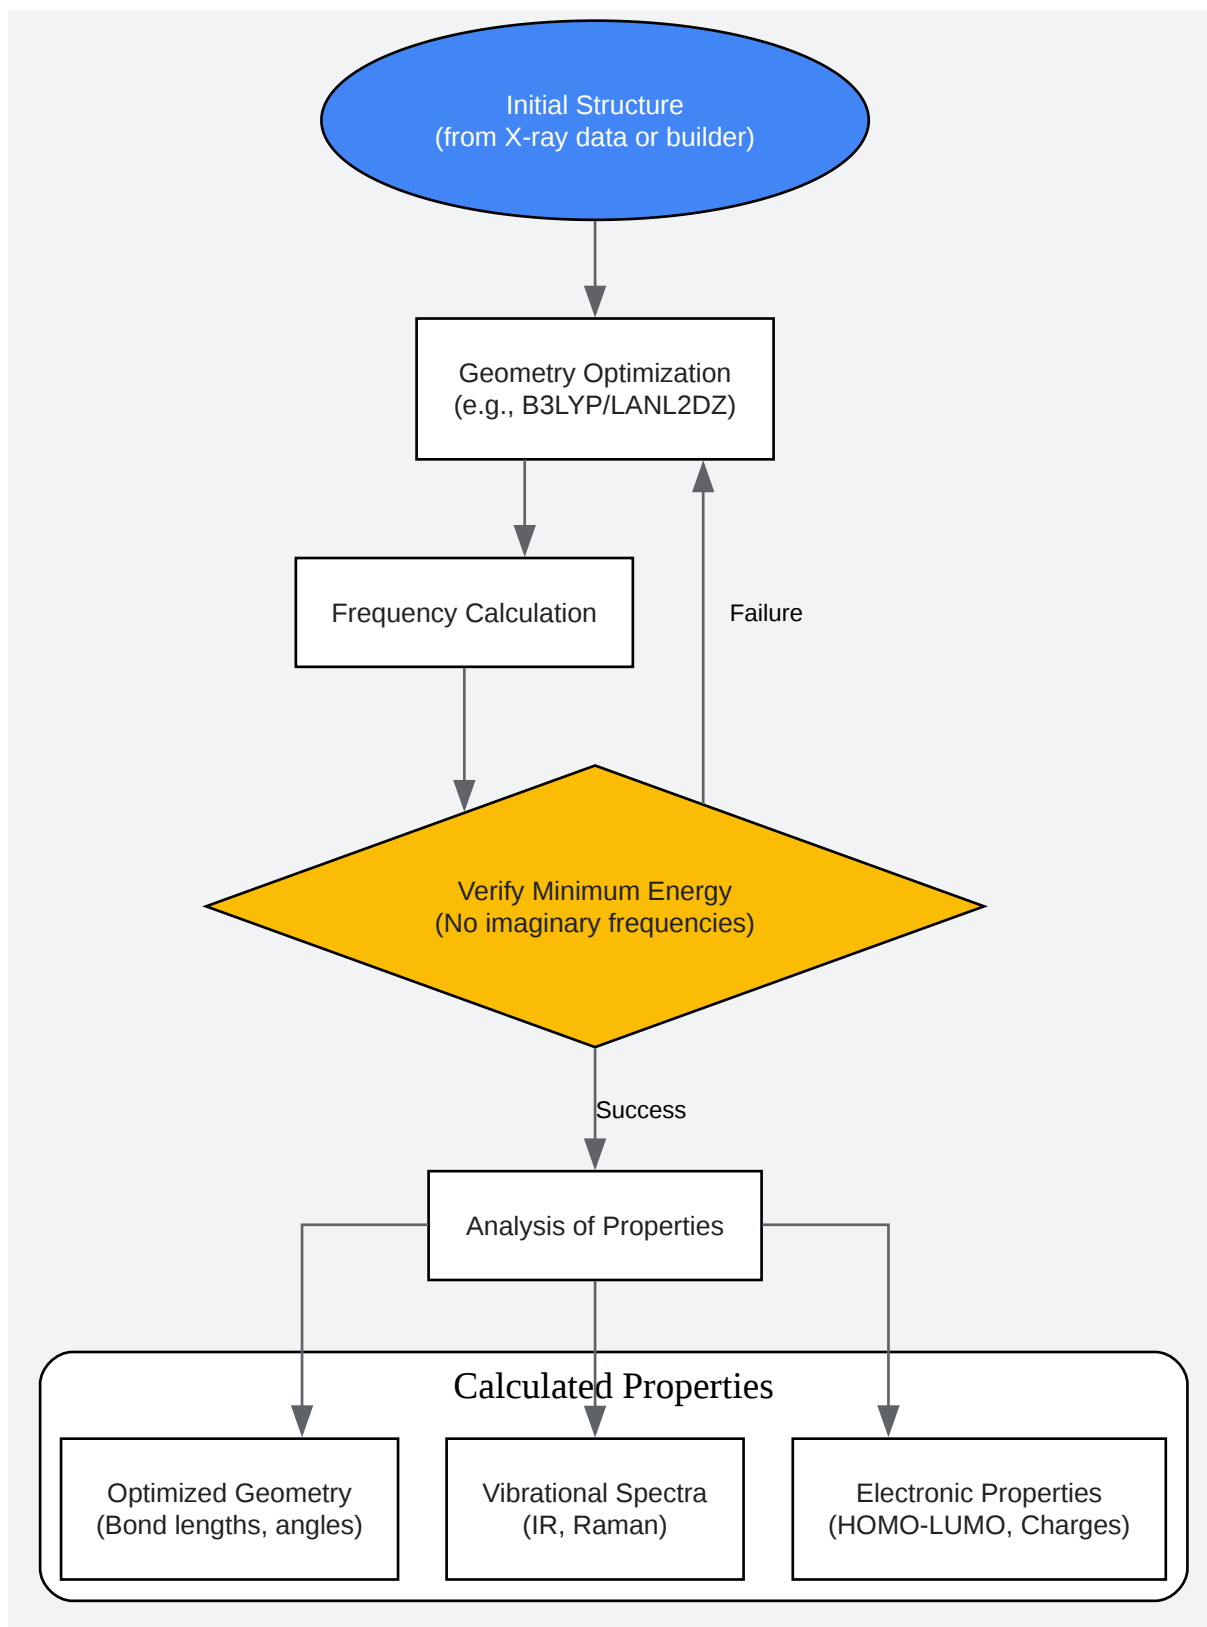 Initial Structure
(from X-ray data or builder)
Geometry Optimization
(e.g., B3LYP/LANL2DZ)
Frequency Calculation
Failure
Verify Minimum Energy
(No imaginary frequencies)
Success
Analysis of Properties
Calculated Properties
Optimized Geometry
(Bond lengths, angles)
Vibrational Spectra
(IR, Raman)
Electronic Properties
(HOMO-LUMO, Charges)